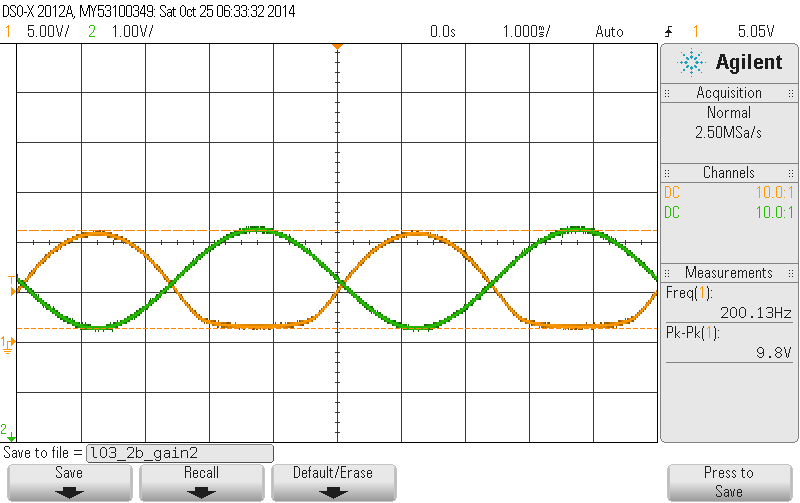 DSO-X 2012A, MY53100349: Sat Oct 25 06:33:32 2014
1 5.00V/ 2 1.00V/ 0.0s 1.000ms/ Auto 1 5.05V
Agilent
Acquisition
Normal
2.50MSa/s
Channels
DC 10.0:1
DC 10.0:1
Measurements
Freq(1):
200.13Hz
Pk-Pk(1):
9.8V
T
1
2
Save to file = l03_2b_gain2
Save Recall Default/Erase Press to
Save